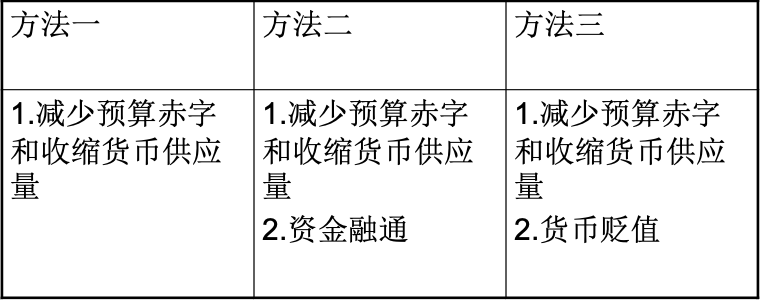 方法一
方法二
方法三
1.减少预算赤字
和收缩货币供应
量
1.减少预算赤字
和收缩货币供应
量
2.资金融通
1.减少预算赤字
和收缩货币供应
量
2.货币贬值